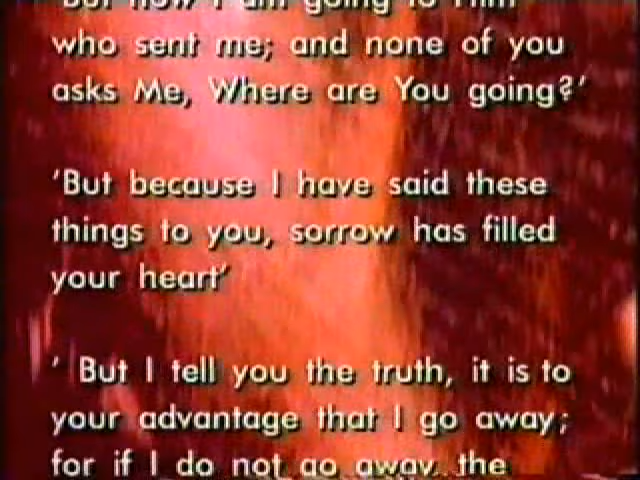 'But now I am going to Him
who sent me; and none of you
asks Me, Where are You going?'
'But because I have said these
things to you, sorrow has filled
your heart'
' But I tell you the truth, it is to
your advantage that I go away;
for if I do not go away, the